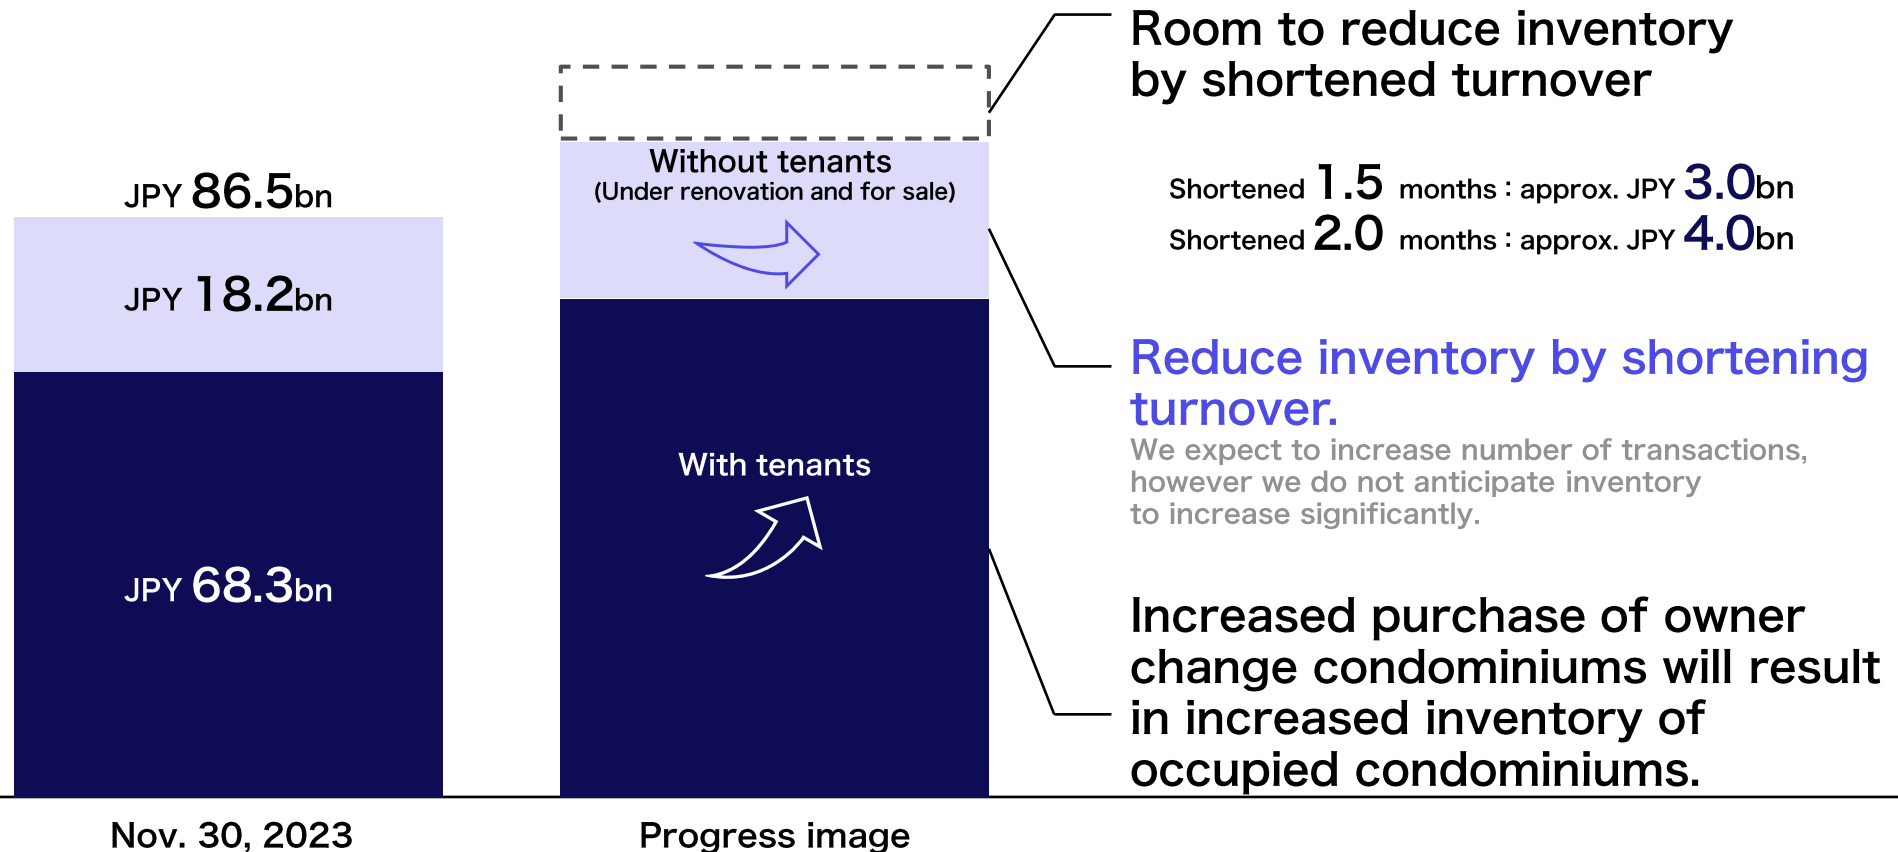 JPY 86.5bn
JPY 18.2bn
JPY 68.3bn
Nov. 30, 2023
Without tenants
(Under renovation and for sale)
With tenants
Progress image
Room to reduce inventory
by shortened turnover
Shortened 1.5 months：approx. JPY 3.0bn
Shortened 2.0 months：approx. JPY 4.0bn
Reduce inventory by shortening
turnover.
We expect to increase number of transactions,
however we do not anticipate inventory
to increase significantly.
Increased purchase of owner
change condominiums will result
in increased inventory of
occupied condominiums.